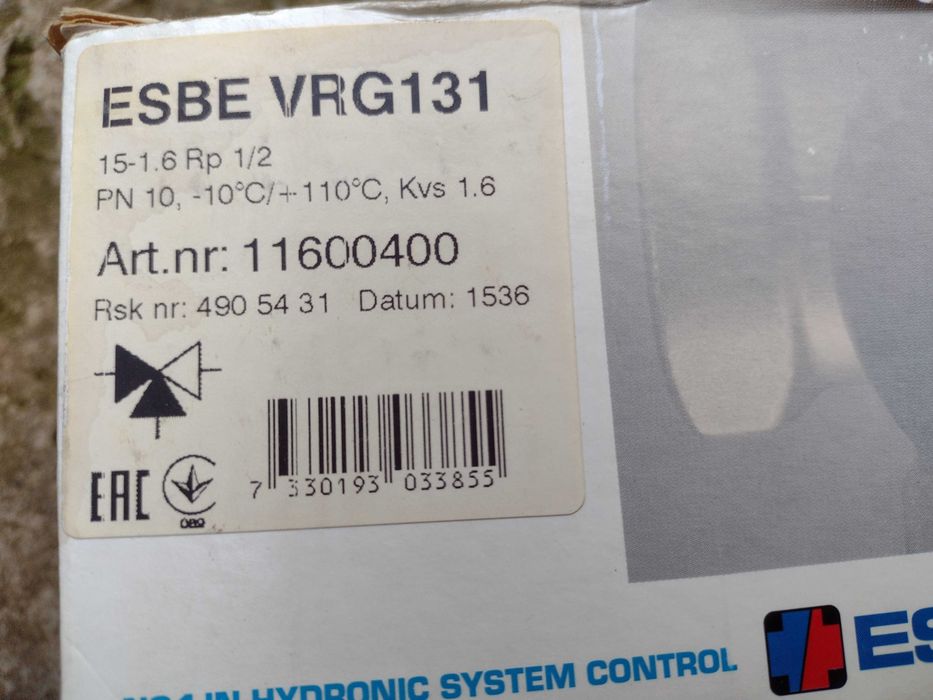 ESBE VRG131
15-1.6 Rp 1/2
PN 10, -10°C/+110°C, Kvs 1.6
Art.nr: 11600400
Rsk nr: 490 54 31 Datum: 1536
EAC
7 330193 033855
IN HYDRONIC SYSTEM CONTROL
ES